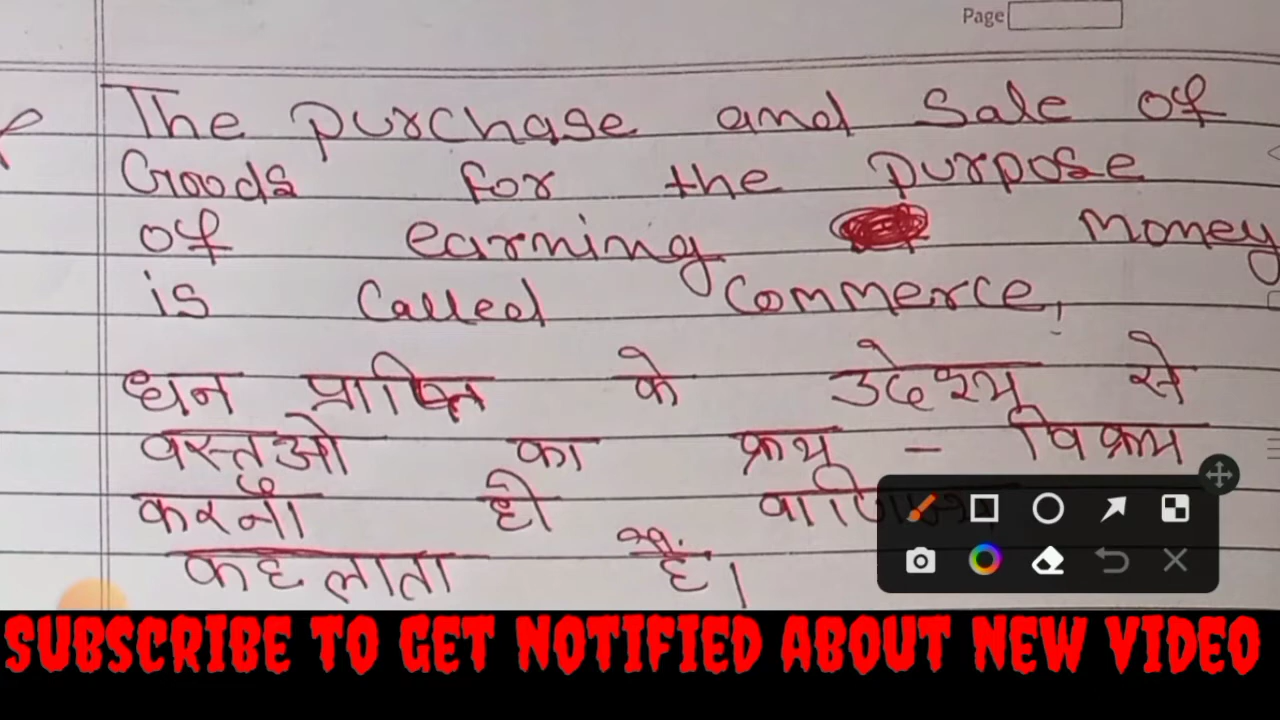 Page
The purchase and Sale of
Goods for the purpose
of earning money
is Called Commerce,
धन प्राप्ति के उदेश्य से
वस्तुओ का क्रय - विक्रय
करना ही
कहलाता है।
SUBSCRIBE TO GET NOTIFIED ABOUT NEW VIDEO